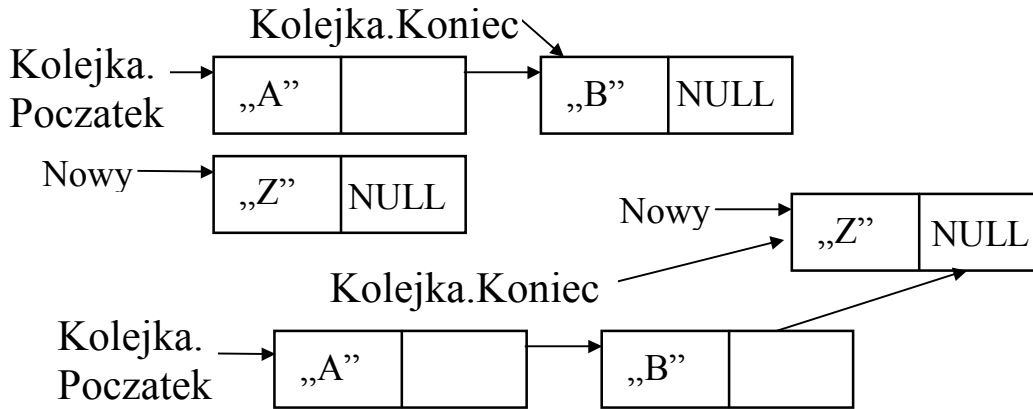 Kolejka.Koniec
Kolejka.
Poczatek
„A”
„B” NULL
Nowy
„Z” NULL
Nowy
„Z” NULL
Kolejka.Koniec
Kolejka.
Poczatek
„A”
„B”